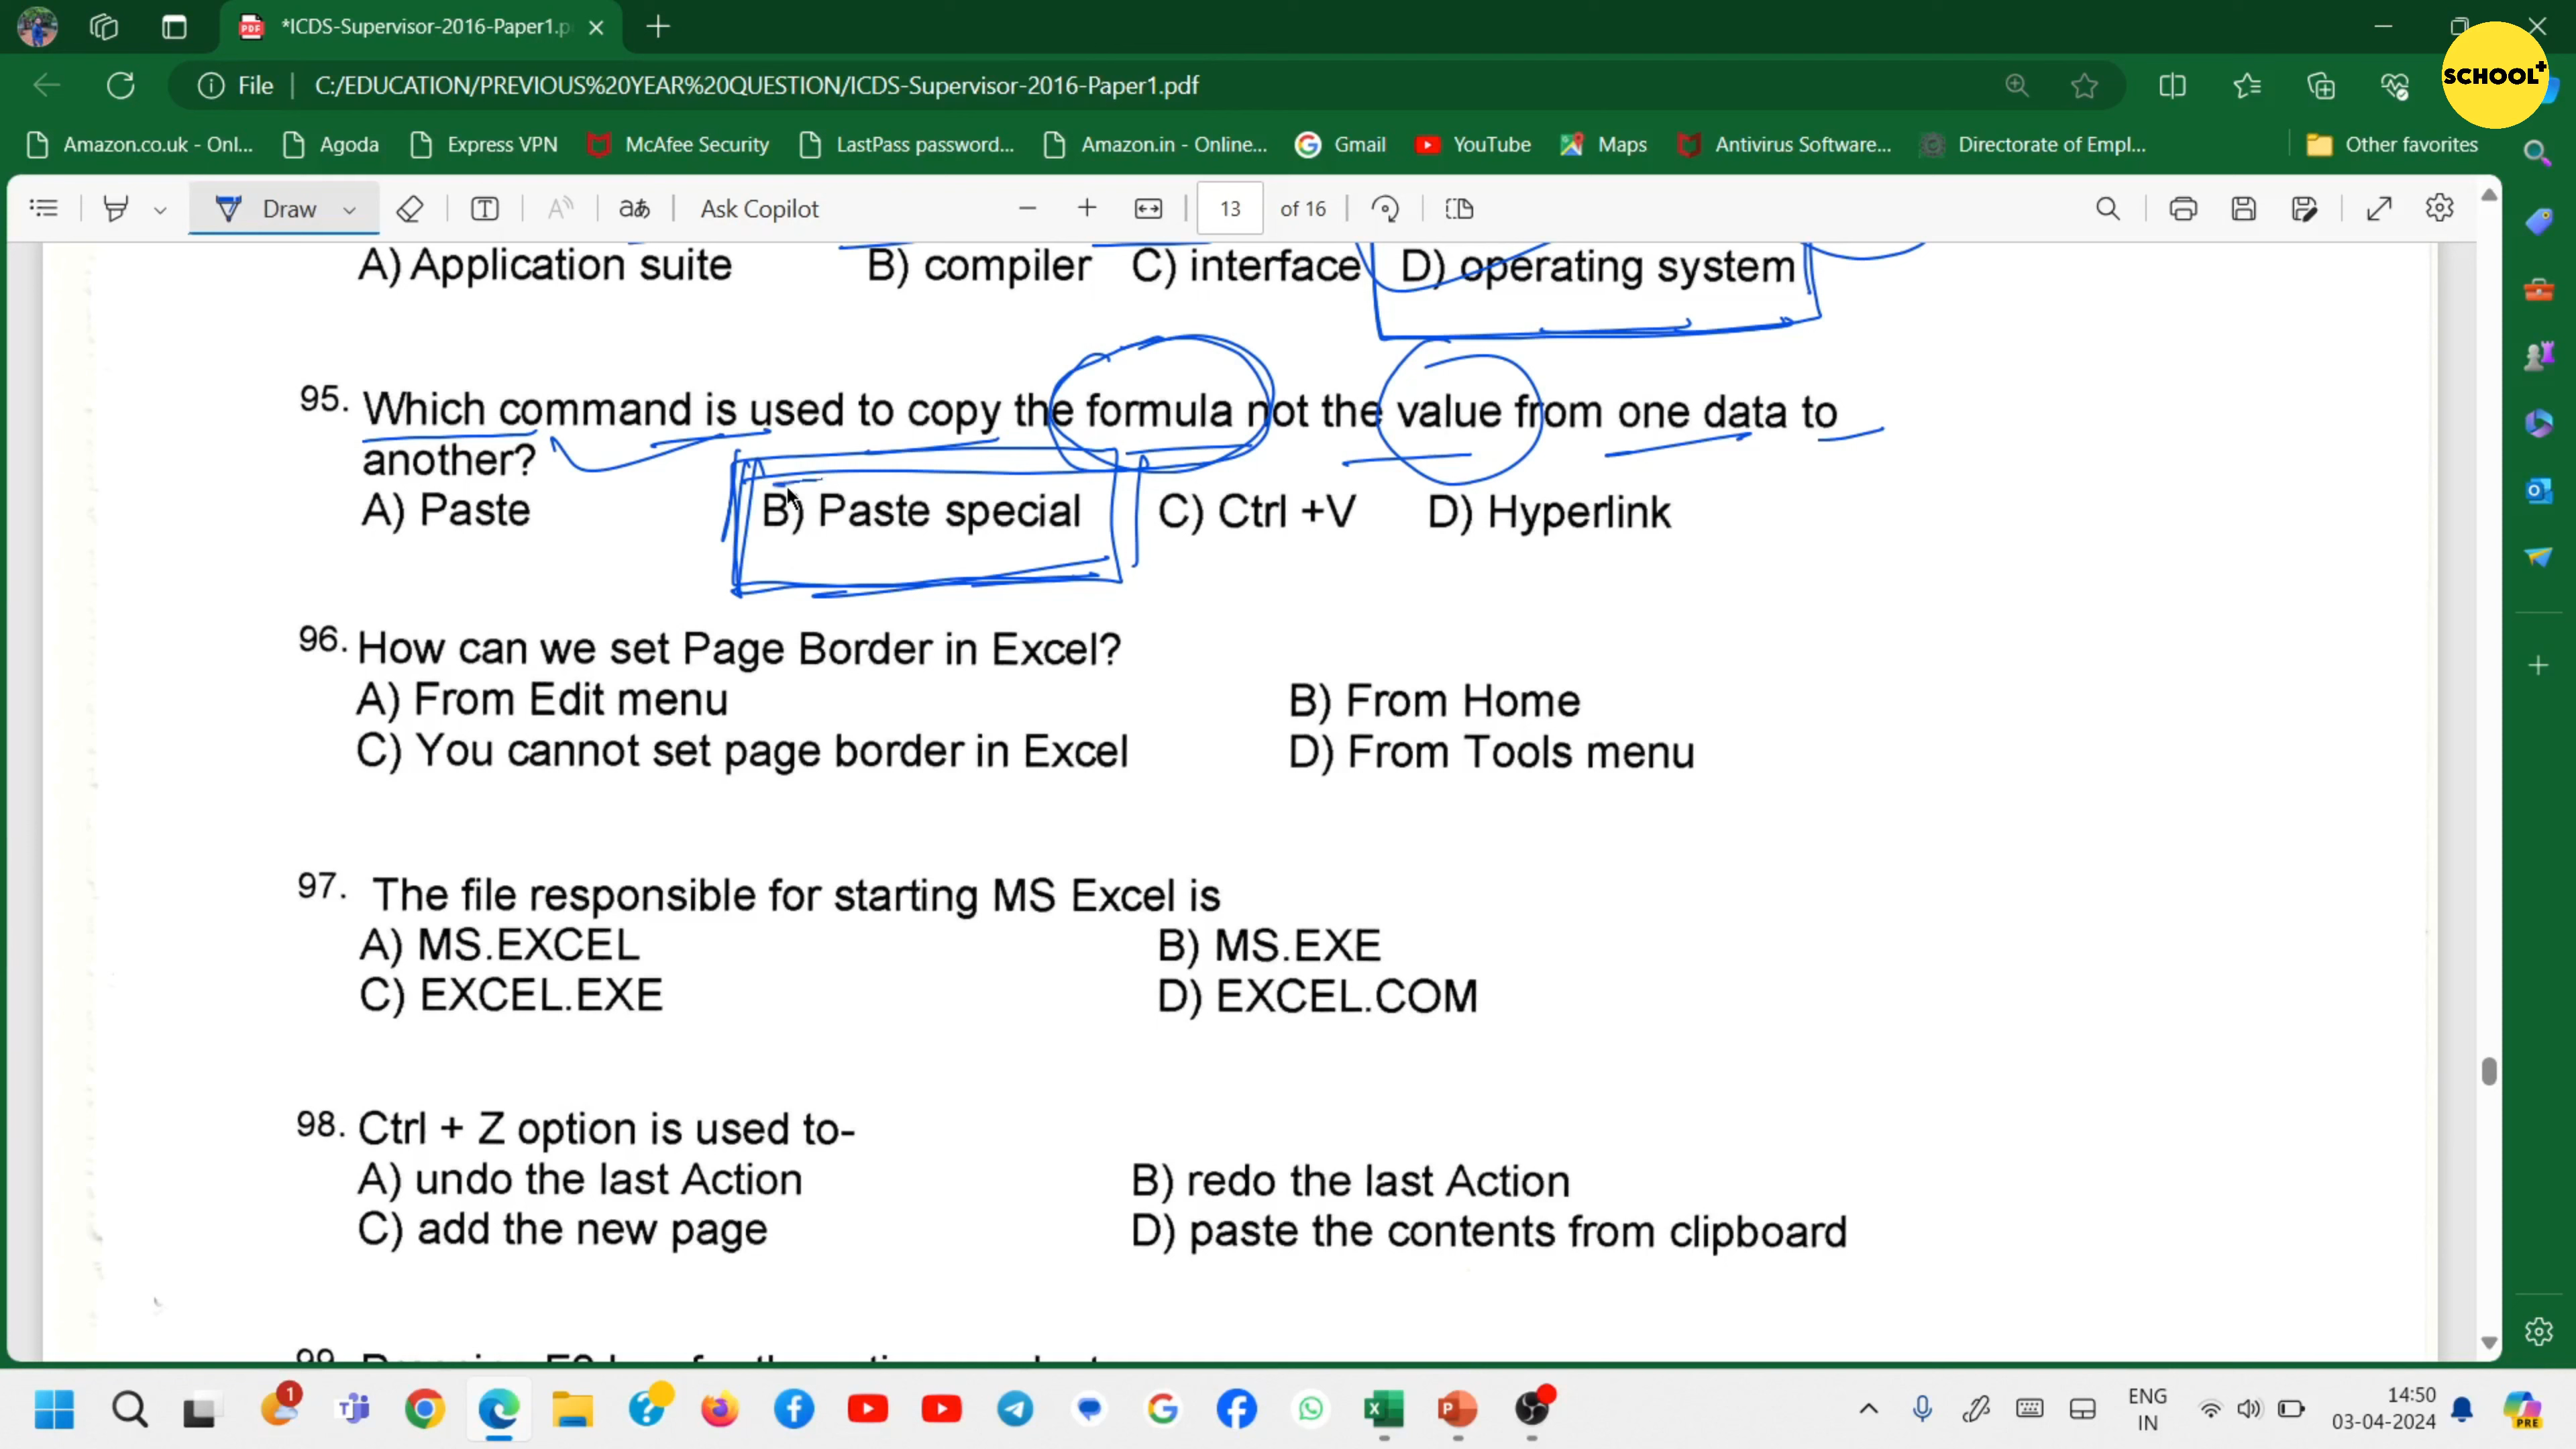 *ICDS-Supervisor-2016-Paper1.p
SCHOOL+
File
C:/EDUCATION/PREVIOUS%20YEAR%20QUESTION/ICDS-Supervisor-2016-Paper1.pdf
Amazon.co.uk - Onl...
Agoda
Express VPN
McAfee Security
LastPass password...
Amazon.in - Online...
Gmail
YouTube
Maps
Antivirus Software...
Directorate of Empl...
Other favorites
Draw
Ask Copilot
13 of 16
A) Application suite B) compiler C) interface D) operating system
95. Which command is used to copy the formula not the value from one data to
another?
A) Paste B) Paste special C) Ctrl +V D) Hyperlink
96. How can we set Page Border in Excel?
A) From Edit menu B) From Home
C) You cannot set page border in Excel D) From Tools menu
97. The file responsible for starting MS Excel is
A) MS.EXCEL B) MS.EXE
C) EXCEL.EXE D) EXCEL.COM
98. Ctrl + Z option is used to-
A) undo the last Action B) redo the last Action
C) add the new page D) paste the contents from clipboard
1
ENG
IN
14:50
03-04-2024
PRE